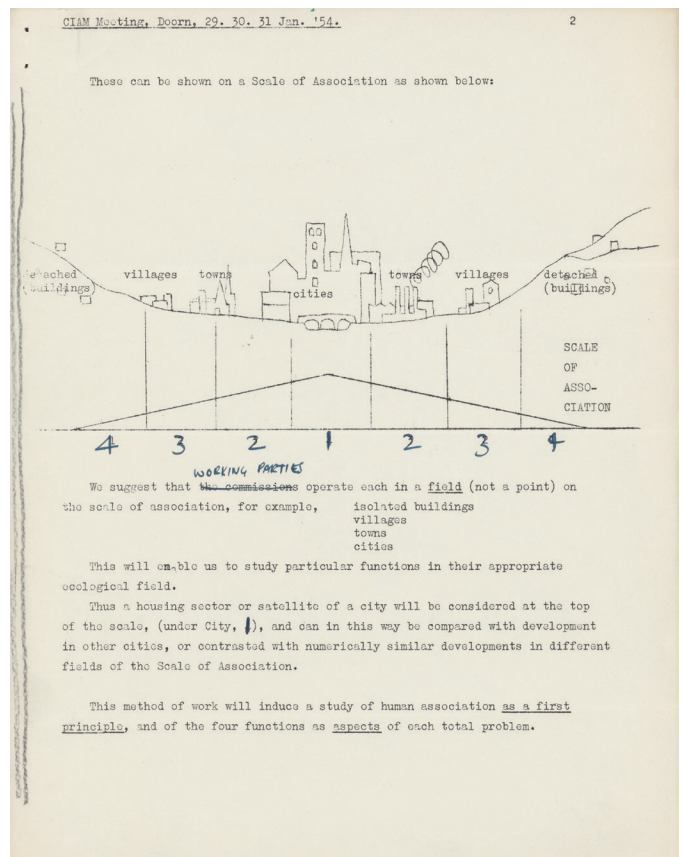 CIAM Meeting, Doorn, 29. 30. 31 Jan. '54.
2
These can be shown on a Scale of Association as shown below:
detached villages towns towns villages detached
(buildings) cities (buildings)
SCALE
OF
ASSO-
CIATION
4 3 2 1 2 3 4
WORKING PARTIES
We suggest that the commissions operate each in a field (not a point) on
the scale of association, for example, isolated buildings
villages
towns
cities
This will enable us to study particular functions in their appropriate
ecological field.
Thus a housing sector or satellite of a city will be considered at the top
of the scale, (under City, 1), and can in this way be compared with development
in other cities, or contrasted with numerically similar developments in different
fields of the Scale of Association.
This method of work will induce a study of human association as a first
principle, and of the four functions as aspects of each total problem.